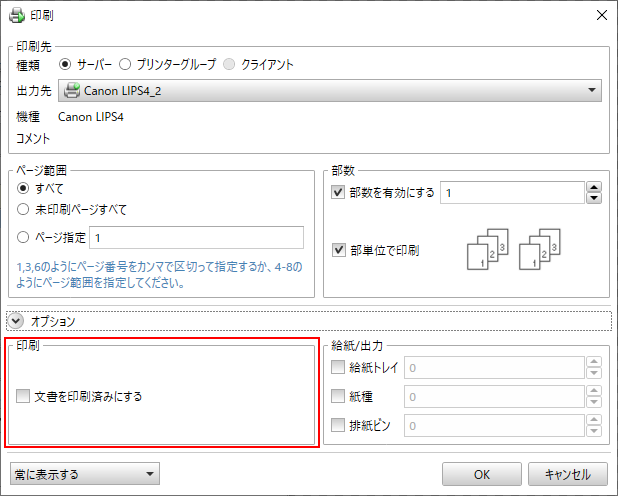 印刷
印刷先
種類 サーバー プリンターグループ クライアント
出力先 Canon LIPS4_2
機種 Canon LIPS4
コメント
ページ範囲
すべて
未印刷ページすべて
ページ指定 1
1,3,6のようにページ番号をカンマで区切って指定するか、4-8の
ようにページ範囲を指定してください。
部数
部数を有効にする 1
部単位で印刷 1 2 3 1 2 3
オプション
印刷
文書を印刷済みにする
給紙/出力
給紙トレイ 0
紙種 0
排紙ビン 0
常に表示する OK キャンセル